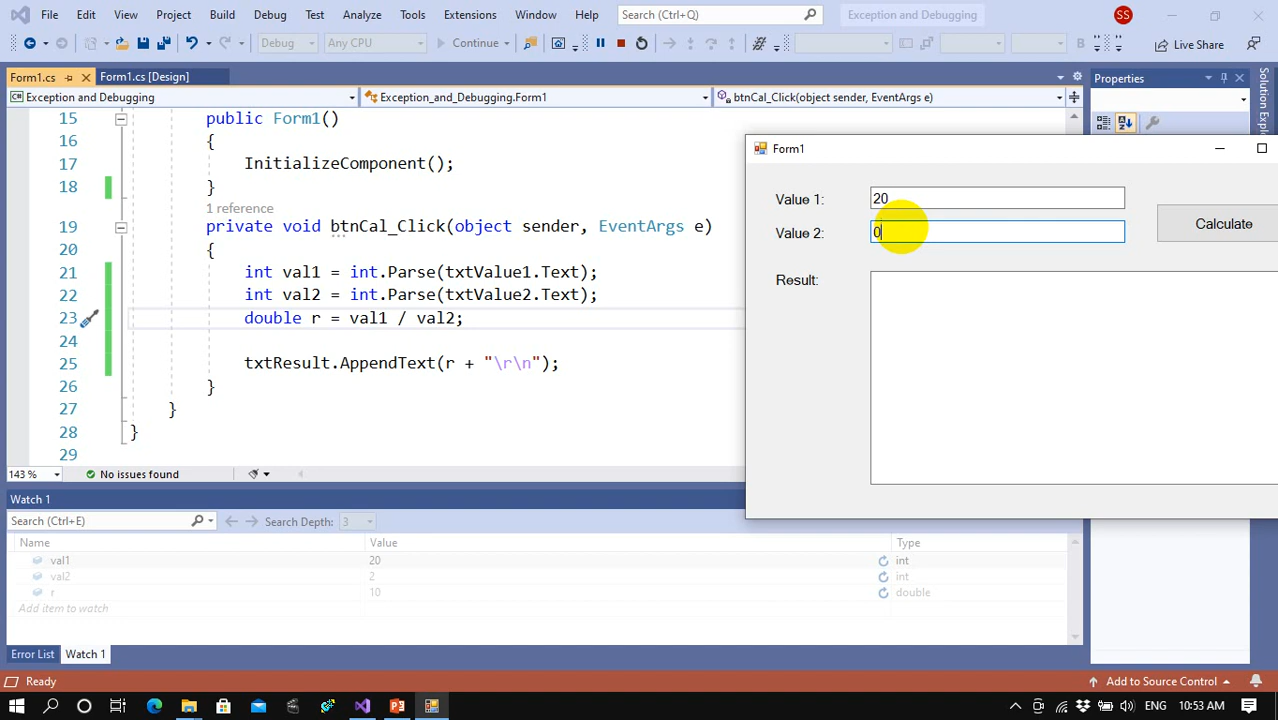 File Edit View Project Build Debug Test Analyze Tools Extensions Window Help Search (Ctrl+Q) Exception and Debugging SS
Debug Any CPU Continue Live Share
Form1.cs Form1.cs [Design] Properties
Exception and Debugging Exception_and_Debugging.Form1 btnCal_Click(object sender, EventArgs e)
Solution Explo
15 public Form1()
16 {
17 InitializeComponent();
18 }
1 reference
19 private void btnCal_Click(object sender, EventArgs e)
20 {
21 int val1 = int.Parse(txtValue1.Text);
22 int val2 = int.Parse(txtValue2.Text);
23 double r = val1 / val2;
24
25 txtResult.AppendText(r + "\r\n");
26 }
27 }
28 }
29
143 % No issues found
Form1
Value 1: 20
Value 2: 0
Calculate
Result:
Watch 1
Search (Ctrl+E) Search Depth: 3
Name Value Type
val1 20 int
val2 2 int
r 10 double
Add item to watch
Error List Watch 1
Ready Add to Source Control
ENG 10:53 AM